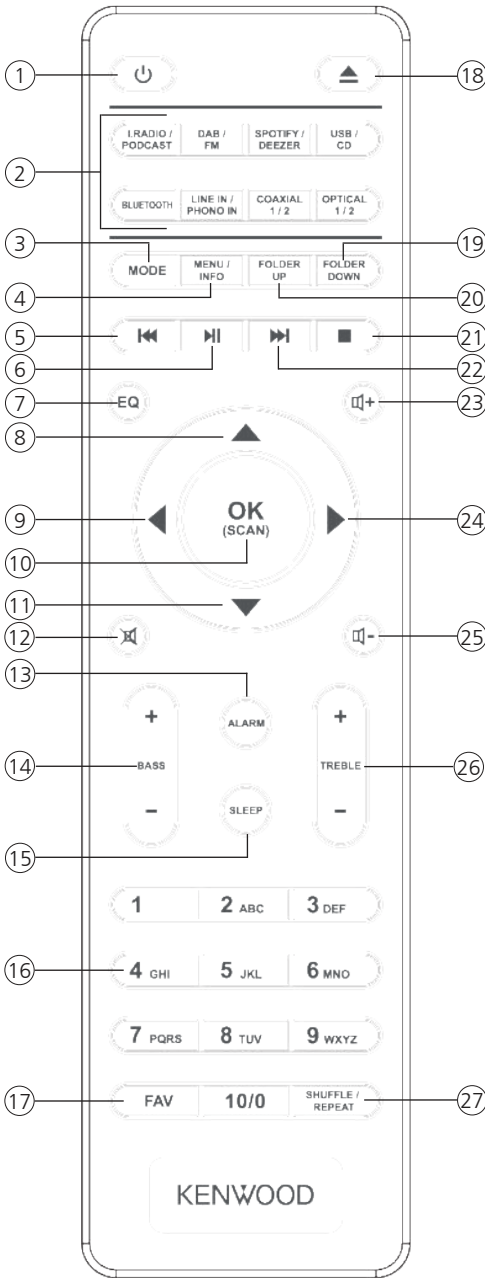 1
18
I.RADIO / PODCAST
DAB / FM
SPOTIFY / DEEZER
USB / CD
2
BLUETOOTH
LINE IN / PHONO IN
COAXIAL 1 / 2
OPTICAL 1 / 2
3
19
MODE
MENU / INFO
FOLDER UP
FOLDER DOWN
4
20
5
21
6
22
7
EQ
+
23
8
9
OK
(SCAN)
24
10
11
12
-
25
13
+
ALARM
+
14
BASS
TREBLE
26
-
SLEEP
-
15
1
2 ABC
3 DEF
16
4 GHI
5 JKL
6 MNO
7 PQRS
8 TUV
9 WXYZ
17
FAV
10/0
SHUFFLE / REPEAT
27
KENWOOD